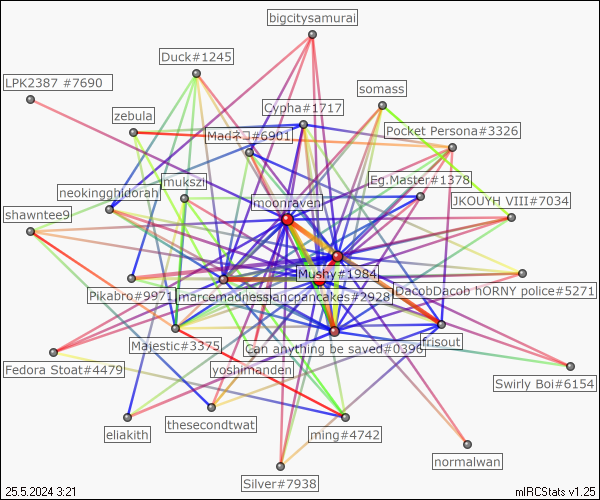 bigcitysamurai
Duck#1245
LPK2387 #7690
somass
Cypha#1717
zebula
Pocket Persona#3326
Madネコ#6901
Eg.Master#1378
mukszi
neokingghidorah
JKOUYH VIII#7034
moonraven
shawntee9
Mushy#1984
DacobDacob hORNY police#5271
Pikabro#9971
marcemadness
ancpancakes#2928
frisout
Majestic#3375
Can anything be saved#0396
Fedora Stoat#4479
yoshimanden
Swirly Boi#6154
thesecondtwat
eliakith
ming#4742
normalwan
Silver#7938
25.5.2024 3:21
mIRCStats v1.25